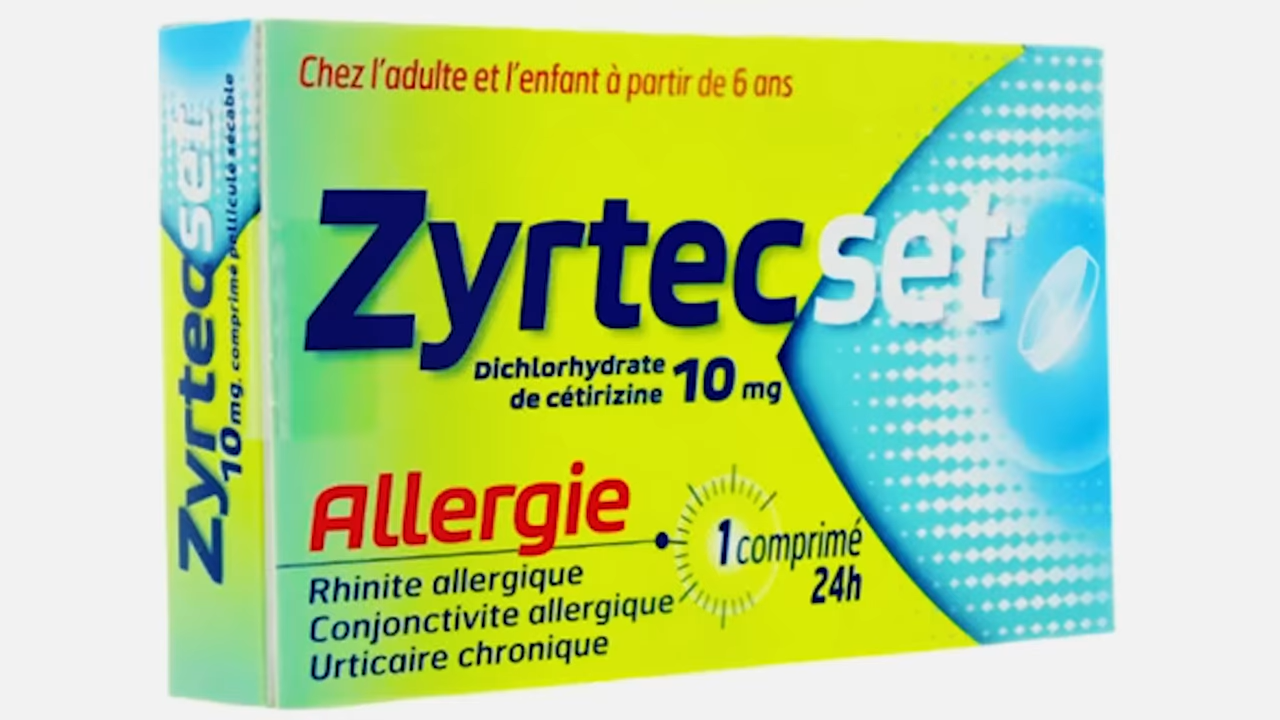 Chez l'adulte et l'enfant à partir de 6 ans
Zyrtecset®
Dichlorhydrate
de cétirizine 10 mg
Allergie
1 comprimé
24h
Rhinite allergique
Conjonctivite allergique
Urticaire chronique
Zyrtecset
10 mg, comprimé pelliculé sécable